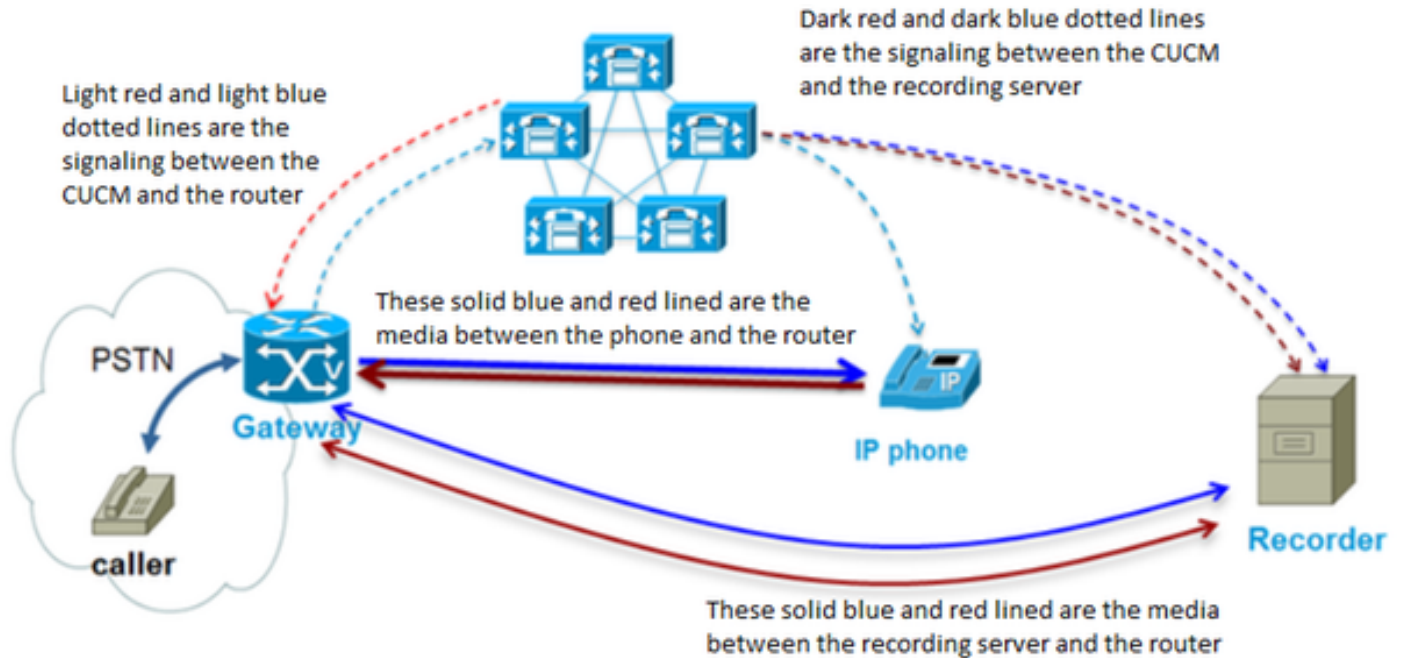 Dark red and dark blue dotted lines
are the signaling between the CUCM
and the recording server
Light red and light blue
dotted lines are the
signaling between the
CUCM and the router
These solid blue and red lined are the
media between the phone and the router
PSTN
V
Gateway
IP
IP phone
caller
Recorder
These solid blue and red lined are the media
between the recording server and the router